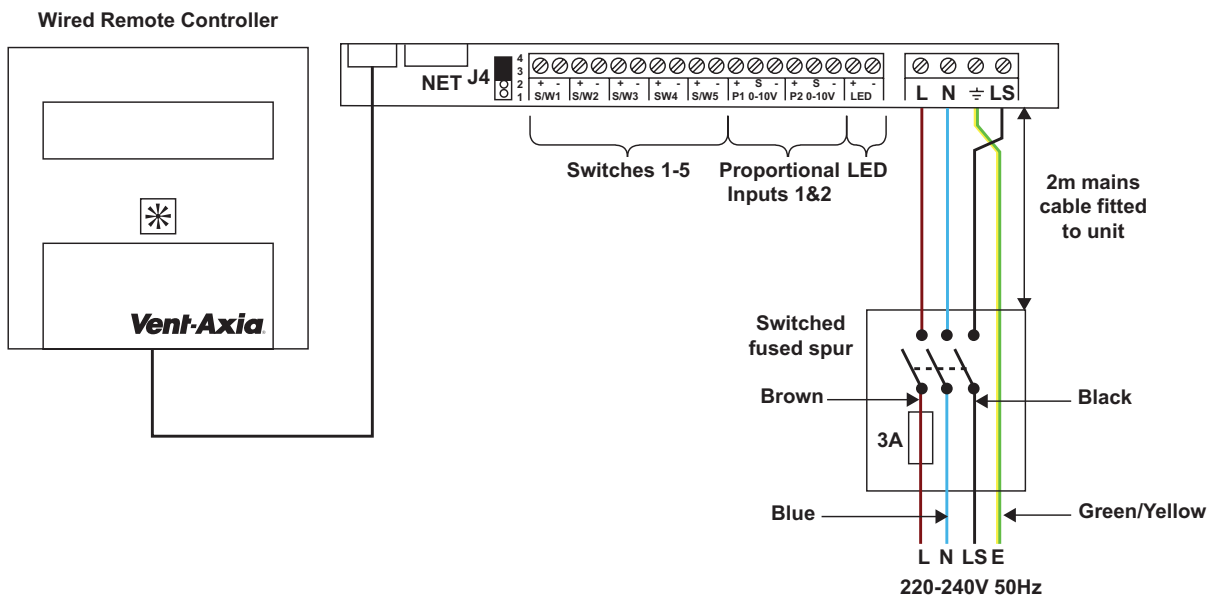 Wired Remote Controller
Vent-Axia
NET
J4
4
3
2
1
+ - + - + - + - + - + S - + S - + -
S/W1 S/W2 S/W3 SW4 S/W5 P1 0-10V P2 0-10V LED
L N LS
Switches 1-5
Proportional
Inputs 1&2
LED
2m mains
cable fitted
to unit
Switched
fused spur
Brown
Black
3A
Blue
Green/Yellow
L N LS E
220-240V 50Hz